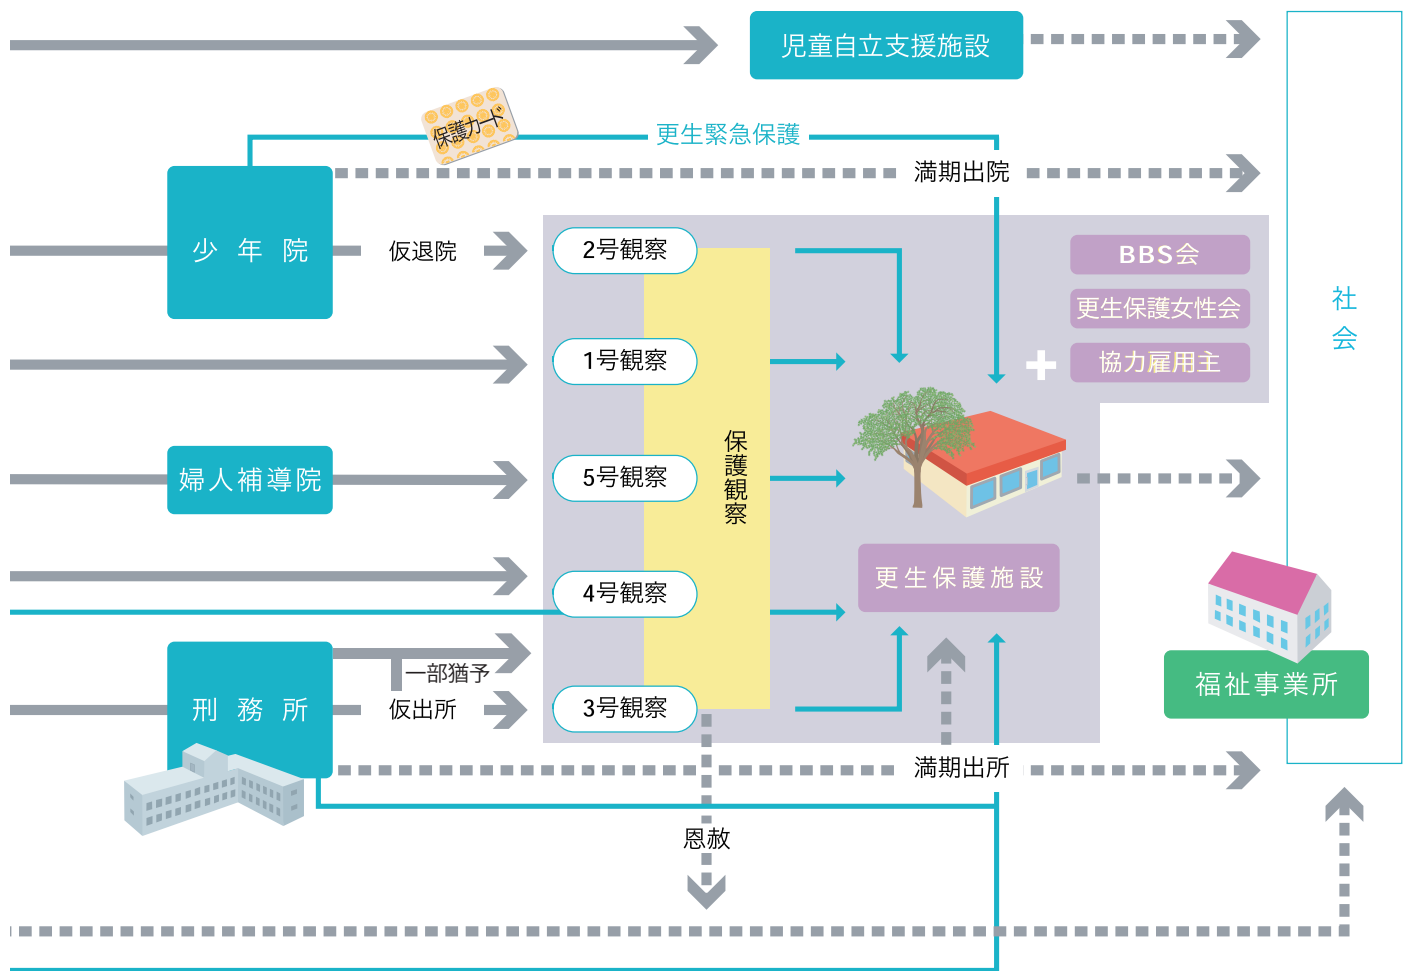 児童自立支援施設
保護カード
更生緊急保護
満期出院
少年院
仮退院
2号観察
BBS会
更生保護女性会
協力雇用主
社会
1号観察
保護観察
婦人補導院
5号観察
更生保護施設
4号観察
一部猶予
刑務所
仮出所
3号観察
福祉事業所
満期出所
恩赦